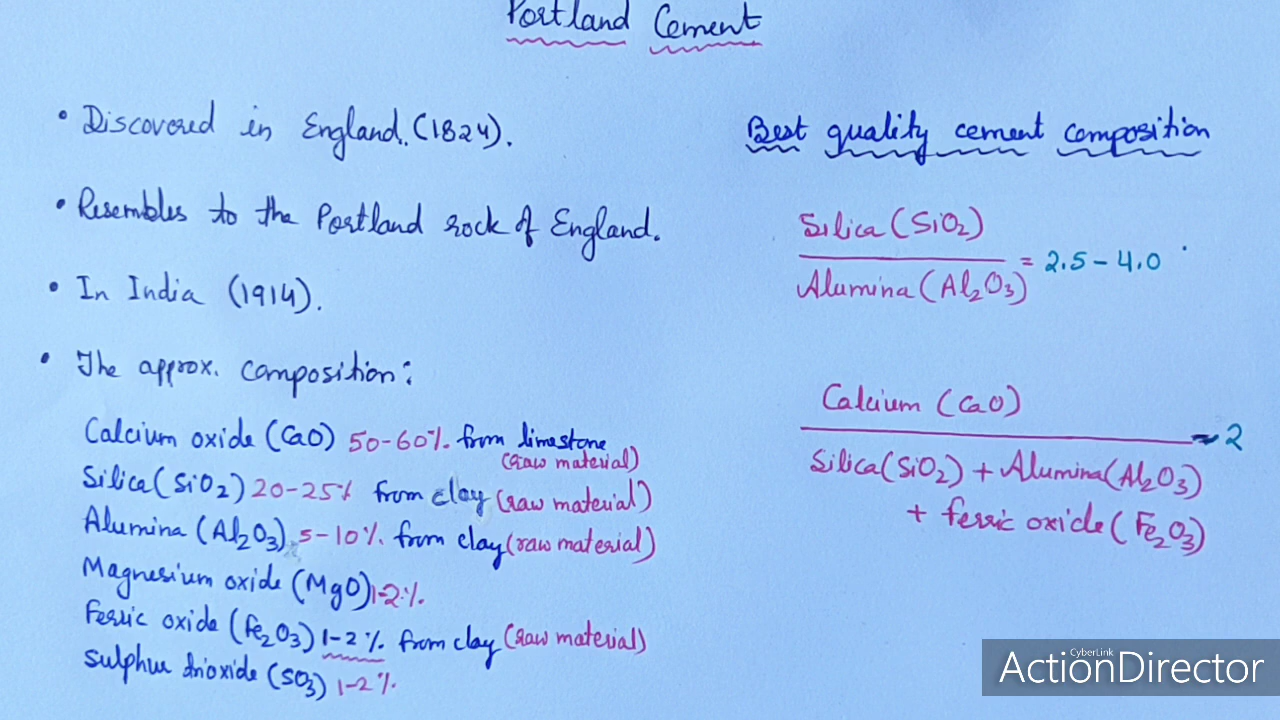 Portland Cement
• Discovered in England. (1824).
• Resembles to the Portland rock of England.
• In India (1914).
• The approx. composition:
Calcium oxide (CaO) 50-60% from limestone
(raw material)
Silica (SiO2) 20-25% from clay (raw material)
Alumina (Al2O3) 5-10% from clay (raw material)
Magnesium oxide (MgO) 1-2%.
Ferric oxide (Fe2O3) 1-2%. from clay (raw material)
Sulphur trioxide (SO3) 1-2%.
Best quality cement composition
Silica (SiO2)
Alumina (Al2O3) = 2.5-4.0
Calcium (CaO)
≈ 2
Silica (SiO2) + Alumina (Al2O3)
+ ferric oxide (Fe2O3)
CyberLink
ActionDirector